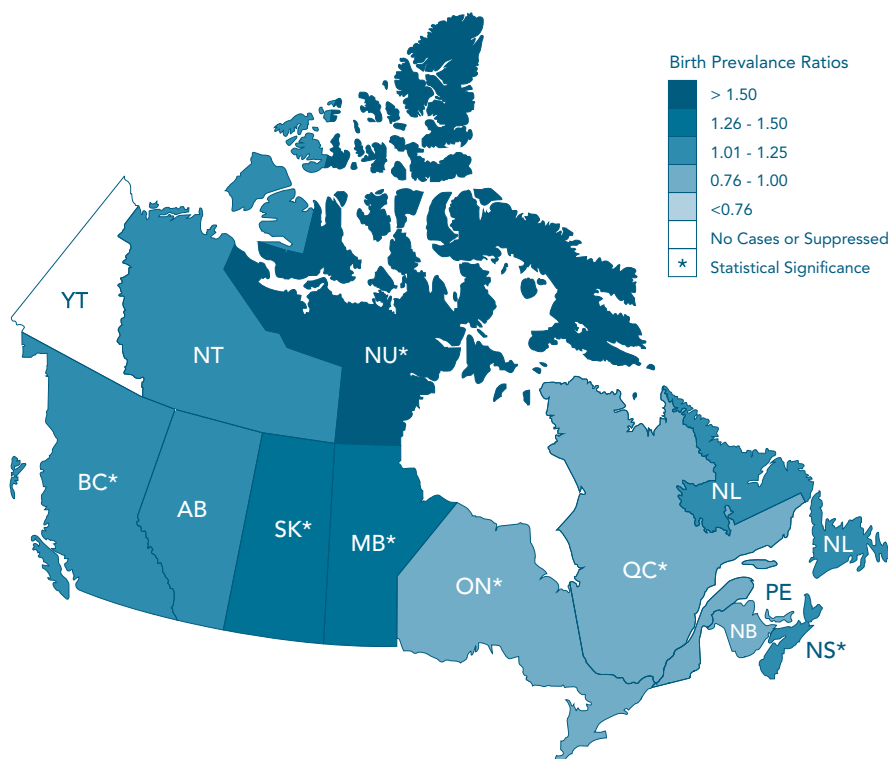 Birth Prevalance Ratios
> 1.50
1.26 - 1.50
1.01 - 1.25
0.76 - 1.00
<0.76
No Cases or Suppressed
* Statistical Significance
YT
NT
NU*
BC*
AB
SK*
MB*
ON*
QC*
NL
NL
PE
NB
NS*